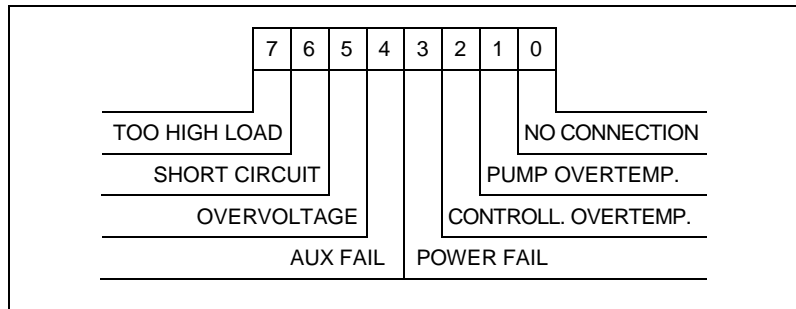 7 6 5 4 3 2 1 0
TOO HIGH LOAD NO CONNECTION
SHORT CIRCUIT PUMP OVERTEMP.
OVERVOLTAGE CONTROLL. OVERTEMP.
AUX FAIL POWER FAIL